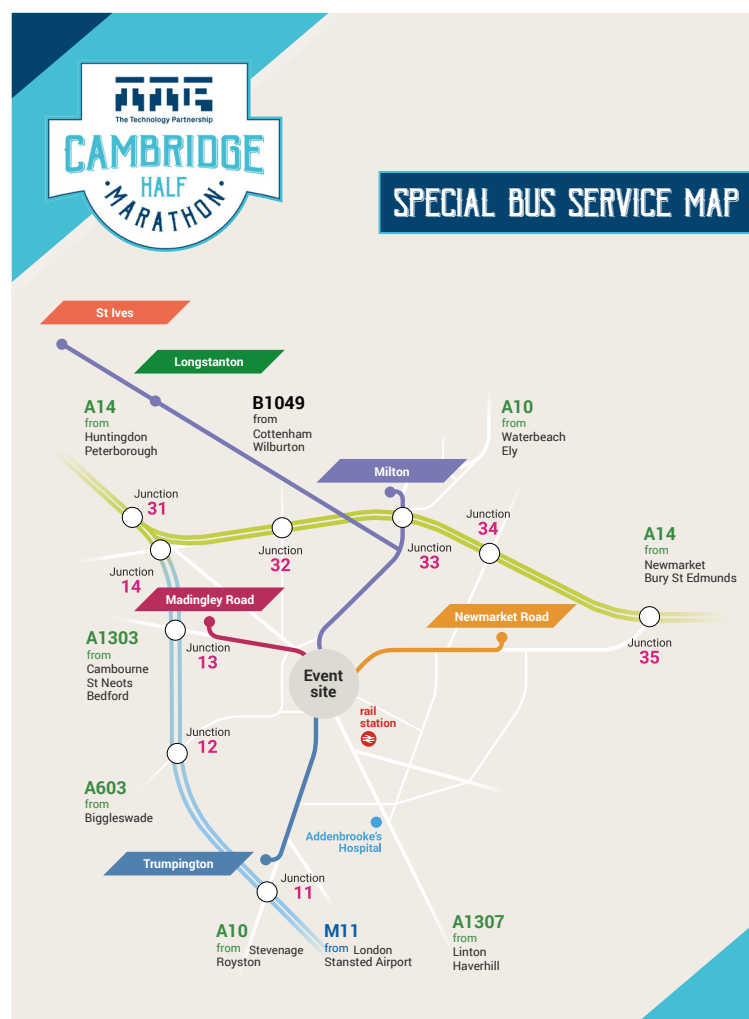 TTP
The Technology Partnership
CAMBRIDGE
HALF
MARATHON
SPECIAL BUS SERVICE MAP
St Ives
Longstanton
A14
from
Huntingdon
Peterborough
B1049
from
Cottenham
Wilburton
A10
from
Waterbeach
Ely
Milton
Junction
31
Junction
32
Junction
33
Junction
34
A14
from
Newmarket
Bury St Edmunds
Junction
14
Madingley Road
Newmarket Road
Junction
35
A1303
from
Cambourne
St Neots
Bedford
Junction
13
Event
site
rail
station
Junction
12
A603
from
Biggleswade
Addenbrooke's
Hospital
Trumpington
Junction
11
A10
from Stevenage
Royston
M11
from London
Stansted Airport
A1307
from
Linton
Haverhill